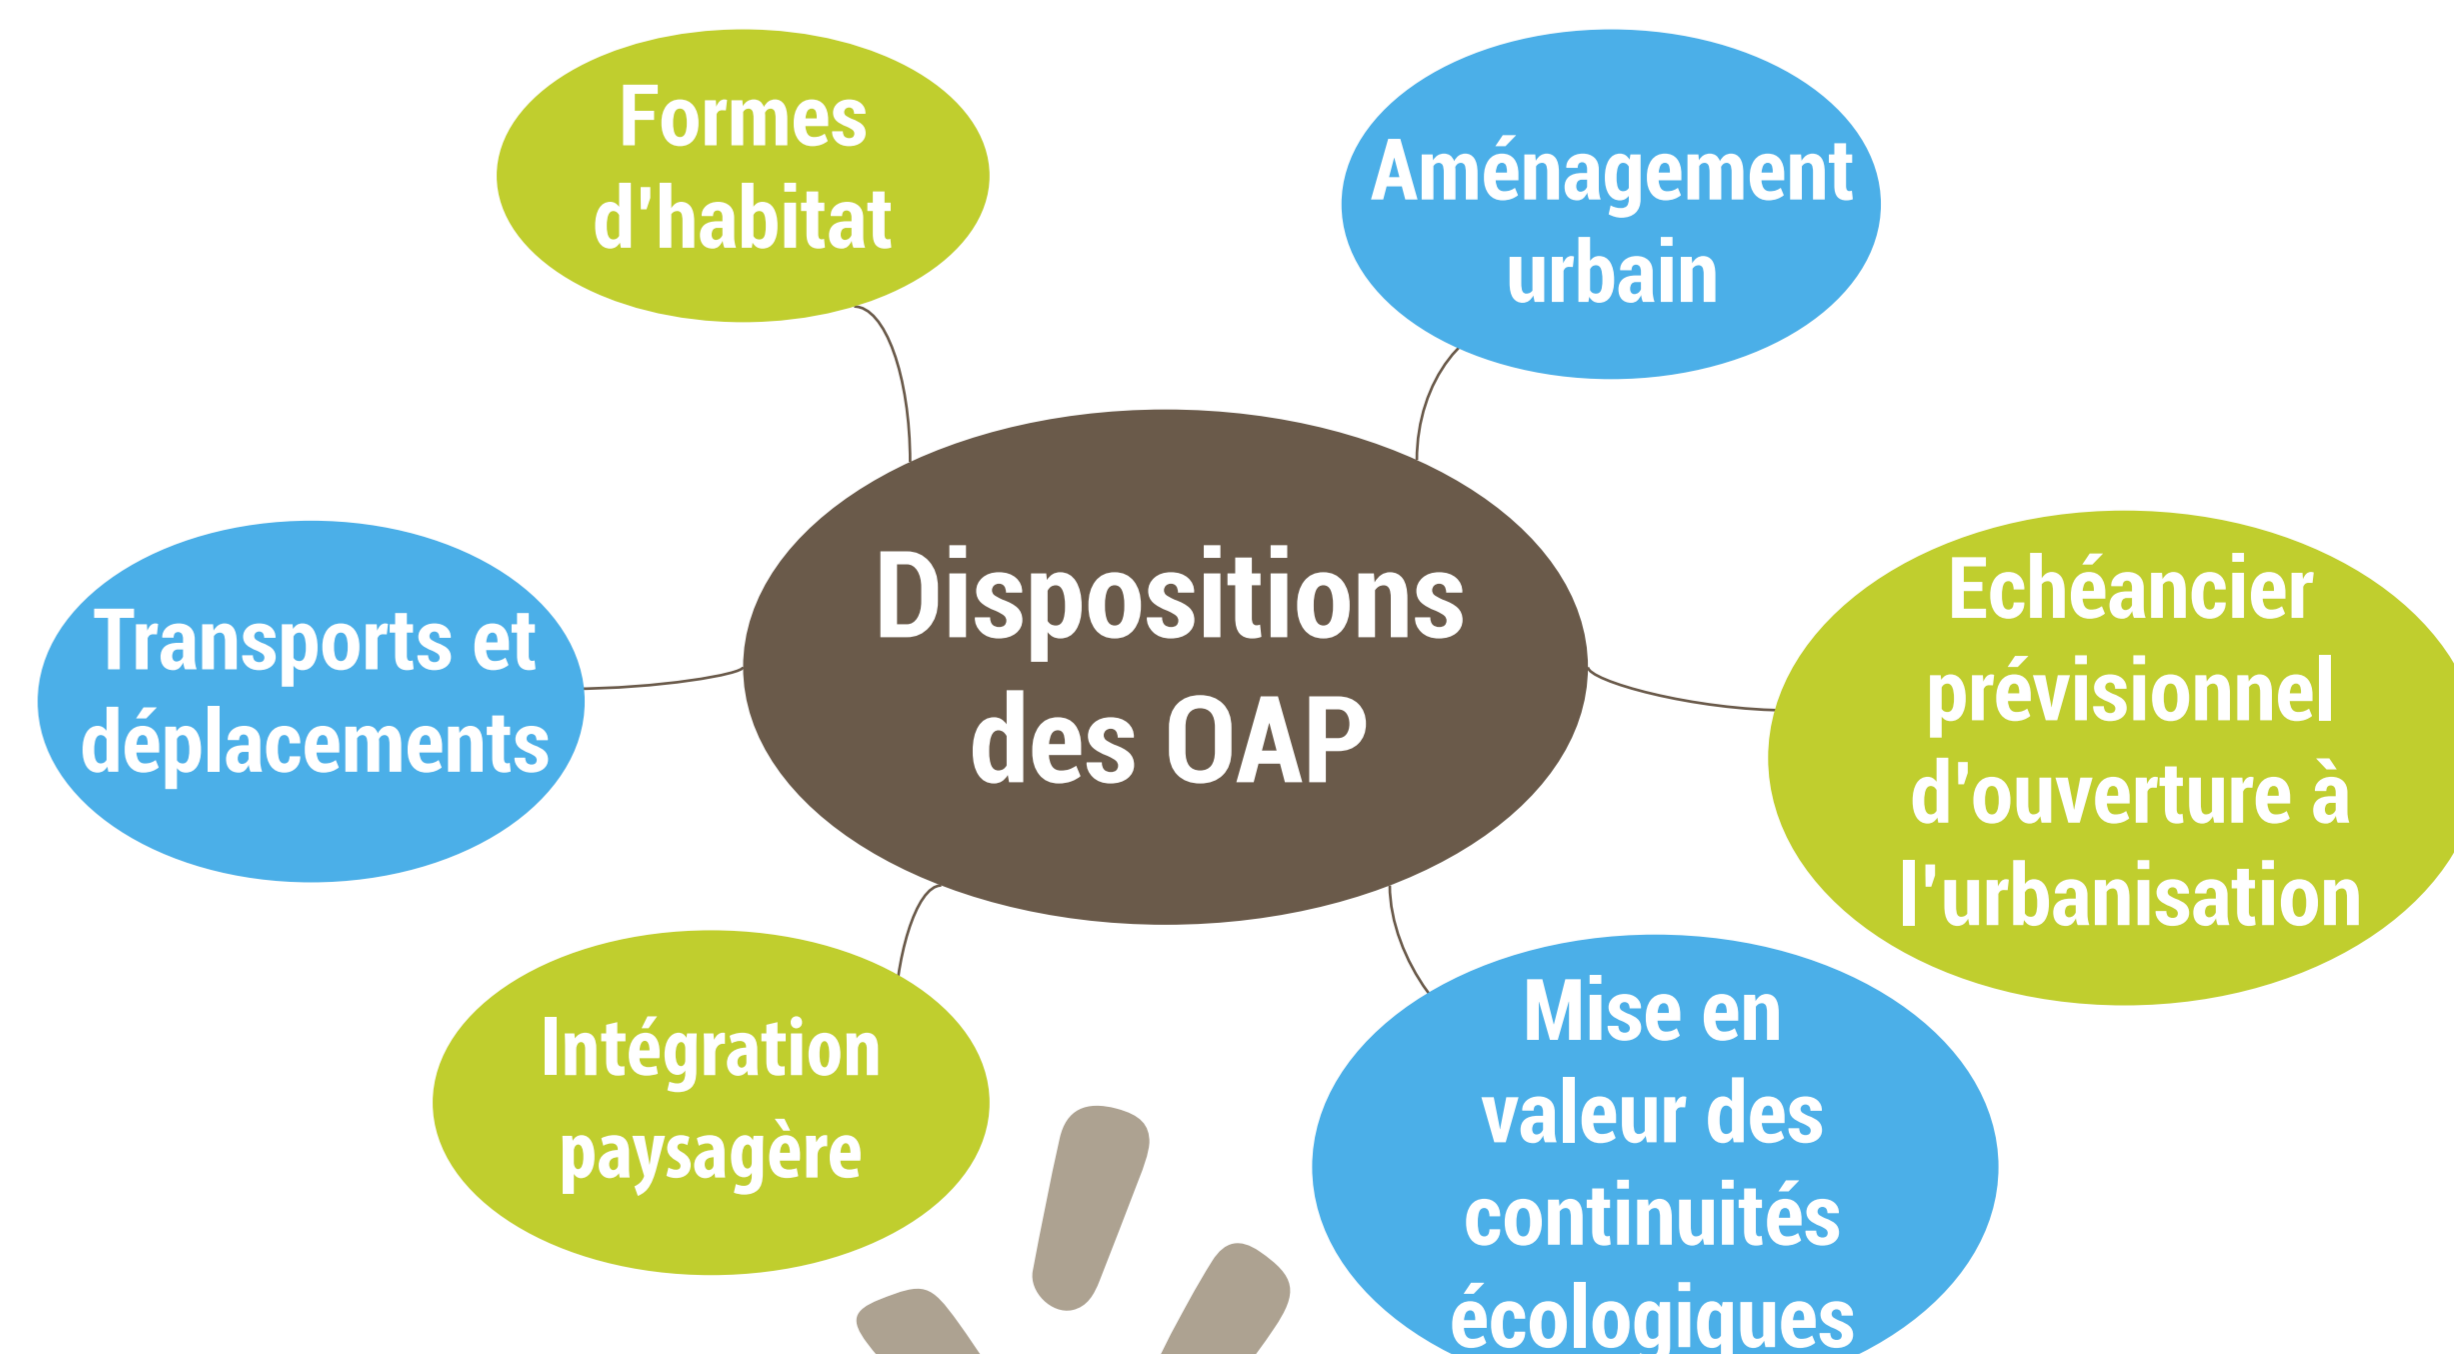 Formes
d'habitat
Aménagement
urbain
Dispositions
des OAP
Transports et
déplacements
Echéancier
prévisionnel
d'ouverture à
l'urbanisation
Intégration
paysagère
Mise en
valeur des
continuités
écologiques